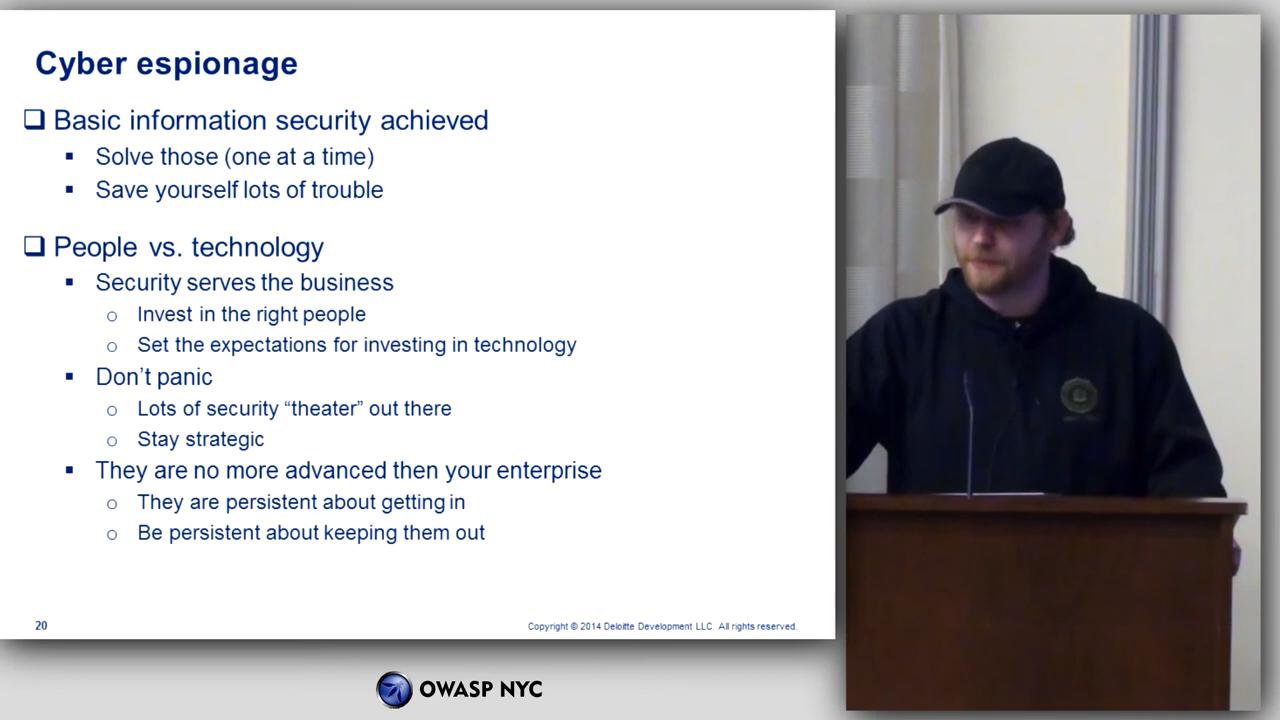 Cyber espionage
Basic information security achieved
Solve those (one at a time)
Save yourself lots of trouble
People vs. technology
Security serves the business
Invest in the right people
Set the expectations for investing in technology
Don’t panic
Lots of security “theater” out there
Stay strategic
They are no more advanced then your enterprise
They are persistent about getting in
Be persistent about keeping them out
20
Copyright © 2014 Deloitte Development LLC. All rights reserved.
OWASP NYC